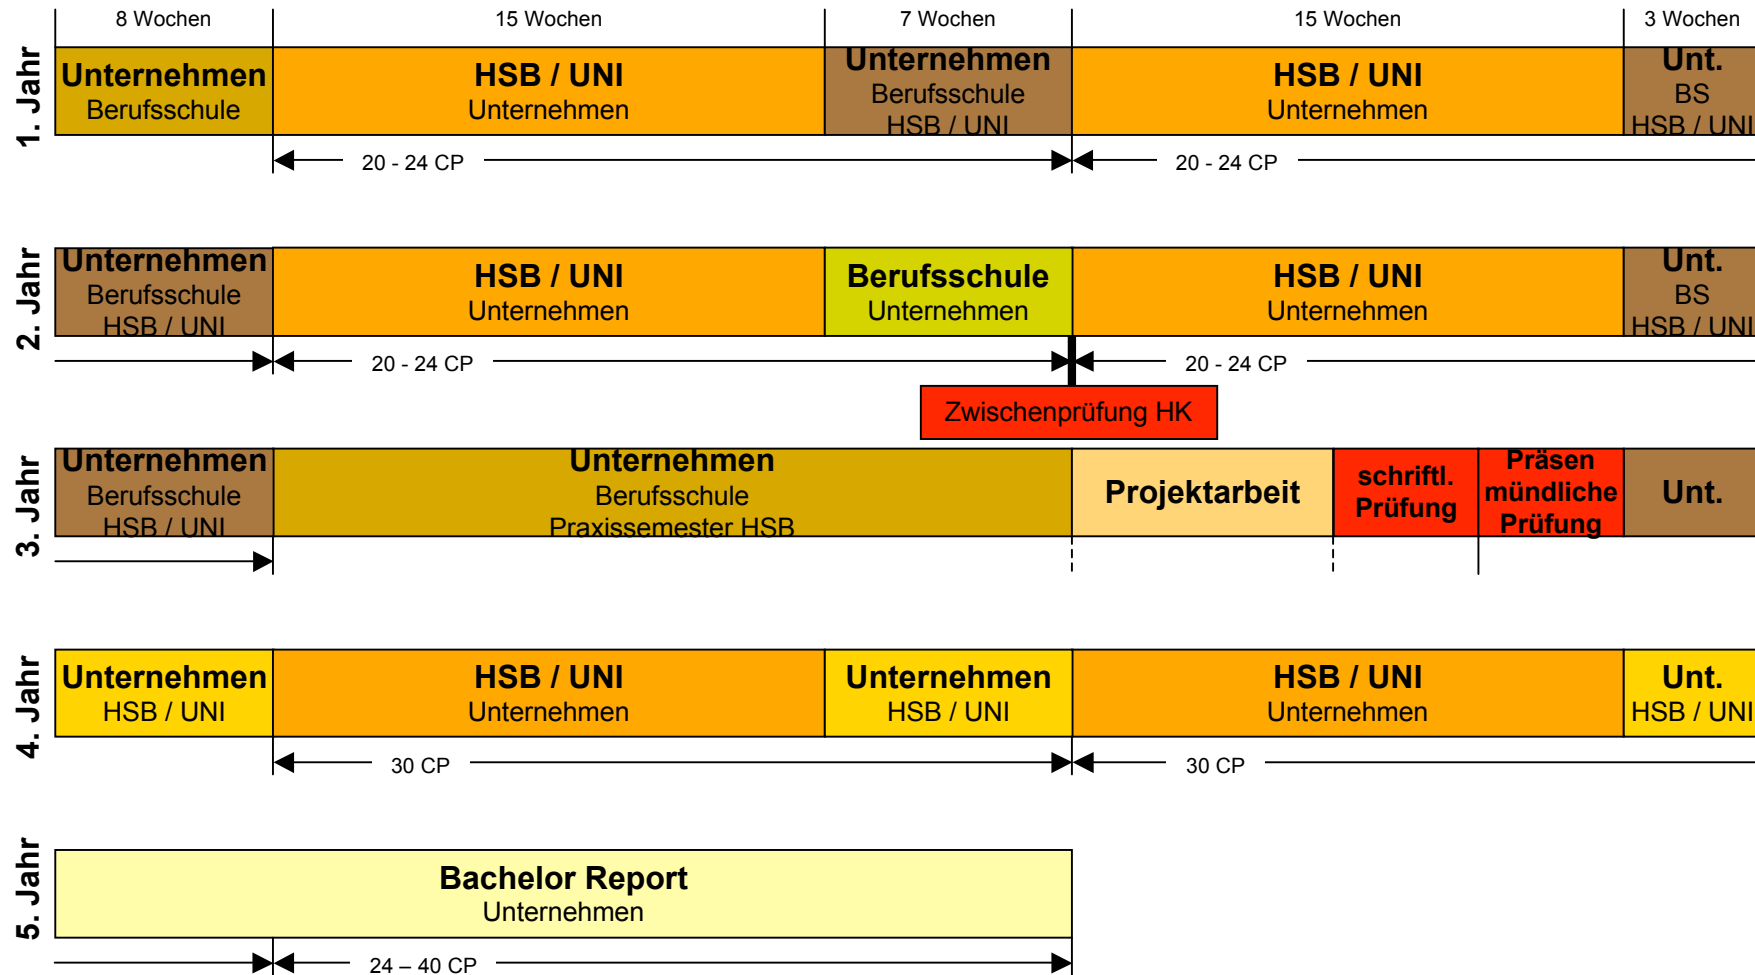 8 Wochen
15 Wochen
7 Wochen
15 Wochen
3 Wochen
1. Jahr
Unternehmen
Berufsschule
HSB / UNI
Unternehmen
Unternehmen
Berufsschule
HSB / UNI
HSB / UNI
Unternehmen
Unt.
BS
HSB / UNI
20 - 24 CP
20 - 24 CP
2. Jahr
Unternehmen
Berufsschule
HSB / UNI
HSB / UNI
Unternehmen
Berufsschule
Unternehmen
HSB / UNI
Unternehmen
Unt.
BS
HSB / UNI
20 - 24 CP
20 - 24 CP
Zwischenprüfung HK
3. Jahr
Unternehmen
Berufsschule
HSB / UNI
Unternehmen
Berufsschule
Praxissemester HSB
Projektarbeit
schriftl.
Prüfung
Präsen
mündliche
Prüfung
Unt.
4. Jahr
Unternehmen
HSB / UNI
HSB / UNI
Unternehmen
Unternehmen
HSB / UNI
HSB / UNI
Unternehmen
Unt.
HSB / UNI
30 CP
30 CP
5. Jahr
Bachelor Report
Unternehmen
24 – 40 CP